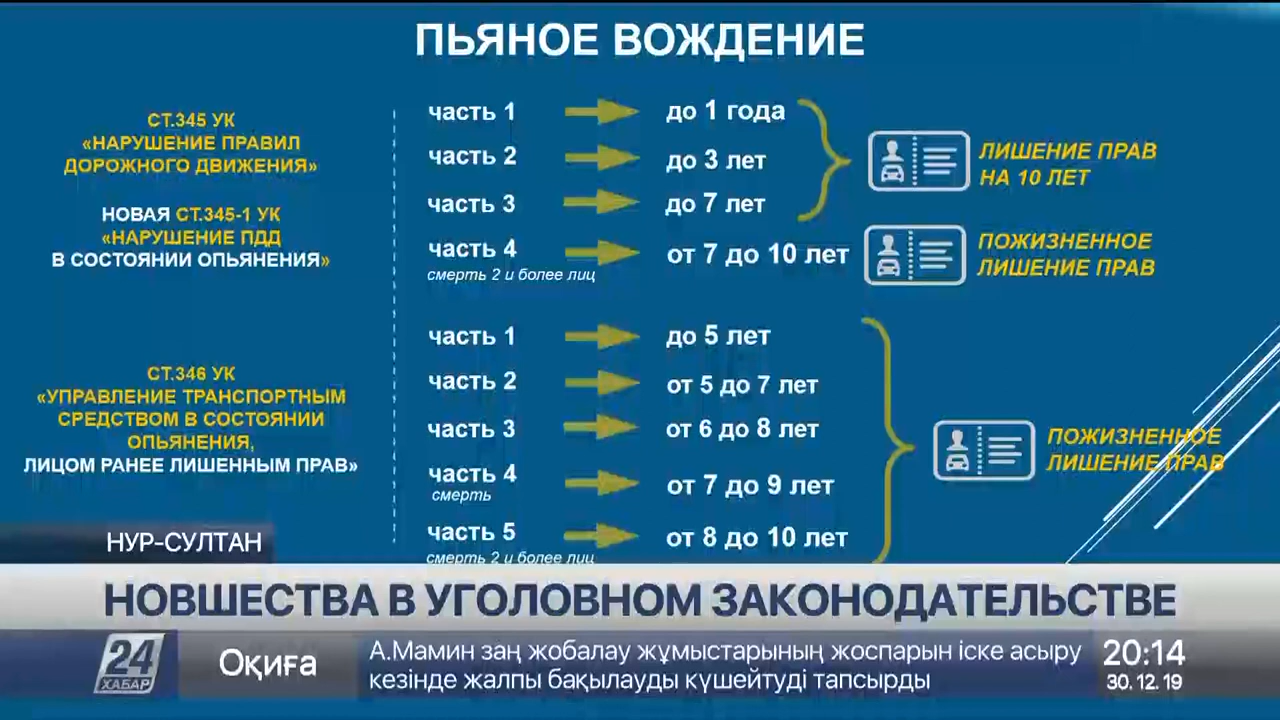 ПЬЯНОЕ ВОЖДЕНИЕ
СТ.345 УК
«НАРУШЕНИЕ ПРАВИЛ
ДОРОЖНОГО ДВИЖЕНИЯ»
НОВАЯ СТ.345-1 УК
«НАРУШЕНИЕ ПДД
В СОСТОЯНИИ ОПЬЯНЕНИЯ»
часть 1 до 1 года
часть 2 до 3 лет
часть 3 до 7 лет
ЛИШЕНИЕ ПРАВ
НА 10 ЛЕТ
часть 4 от 7 до 10 лет
смерть 2 и более лиц
ПОЖИЗНЕННОЕ
ЛИШЕНИЕ ПРАВ
СТ.346 УК
«УПРАВЛЕНИЕ ТРАНСПОРТНЫМ
СРЕДСТВОМ В СОСТОЯНИИ
ОПЬЯНЕНИЯ,
ЛИЦОМ РАНЕЕ ЛИШЕННЫМ ПРАВ»
часть 1 до 5 лет
часть 2 от 5 до 7 лет
часть 3 от 6 до 8 лет
часть 4 от 7 до 9 лет
смерть
часть 5 от 8 до 10 лет
смерть 2 и более лиц
ПОЖИЗНЕННОЕ
ЛИШЕНИЕ ПРАВ
НУР-СУЛТАН
НОВШЕСТВА В УГОЛОВНОМ ЗАКОНОДАТЕЛЬСТВЕ
24
ХАБАР
Оқиға
А.Мамин заң жобалау жұмыстарының жоспарын іске асыру
кезінде жалпы бақылауды күшейтуді тапсырды
20:14
30.12.19